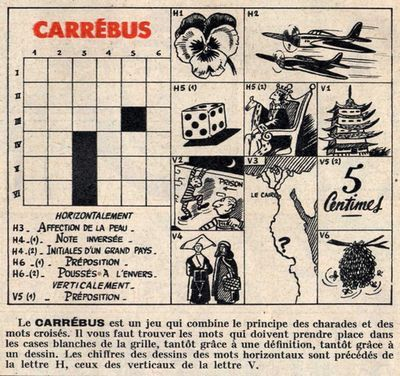 CARRÉBUS
1 2 3 4 5 6
I
II
III
IV
V
VI
H1
H2
H5 (1)
H5 (2)
V1
V2
PRISON
V3
LE CAIRE
?
V5 (2)
5
Centimes
V4
V6
HORIZONTALEMENT
H3 _ AFFECTION DE LA PEAU _
H4 _ (1) _ NOTE INVERSÉE _
H4 _ (2) _ INITIALES D'UN GRAND PAYS _
H6 _ (1) _ PRÉPOSITION _
H6 _ (2) _ POUSSÉS À L'ENVERS _
VERTICALEMENT _
V5 (1) _ PRÉPOSITION _
Le CARRÉBUS est un jeu qui combine le principe des charades et des
mots croisés. Il vous faut trouver les mots qui doivent prendre place dans
les cases blanches de la grille, tantôt grâce à une définition, tantôt grâce à
un dessin. Les chiffres des dessins des mots horizontaux sont précédés de
la lettre H, ceux des verticaux de la lettre V.